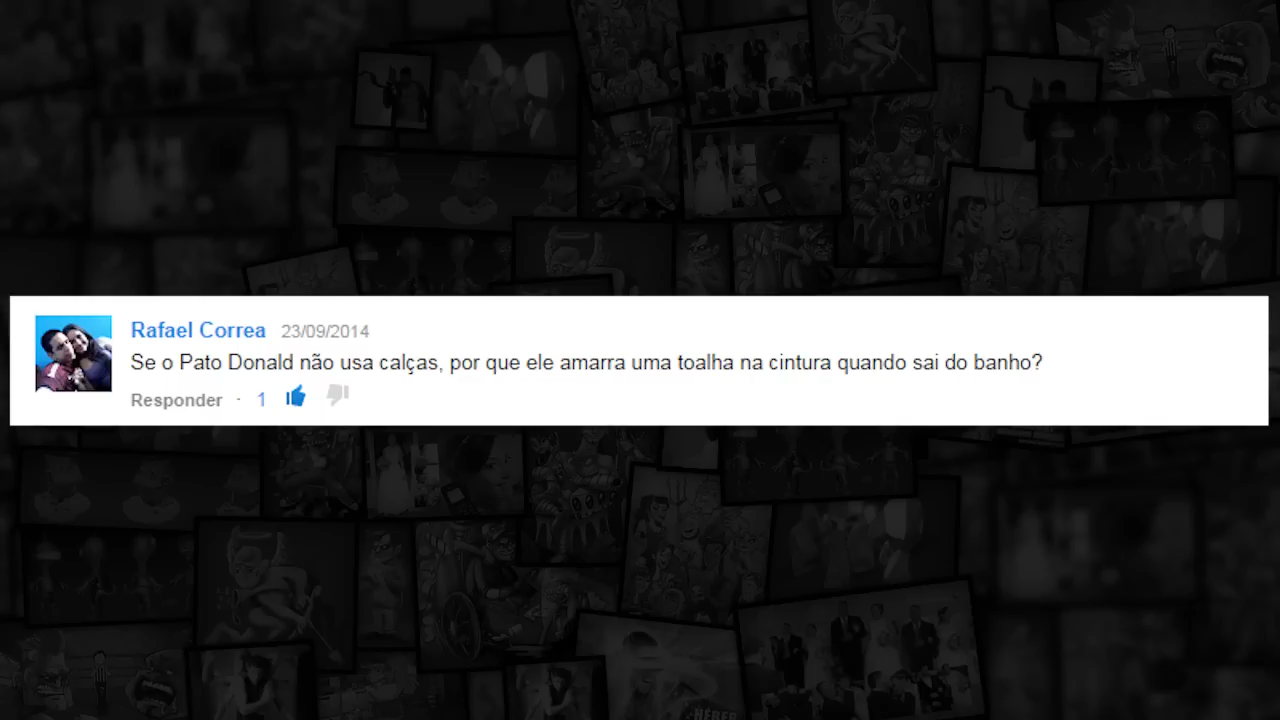 Rafael Correa 23/09/2014
Se o Pato Donald não usa calças, por que ele amarra uma toalha na cintura quando sai do banho?
Responder · 1